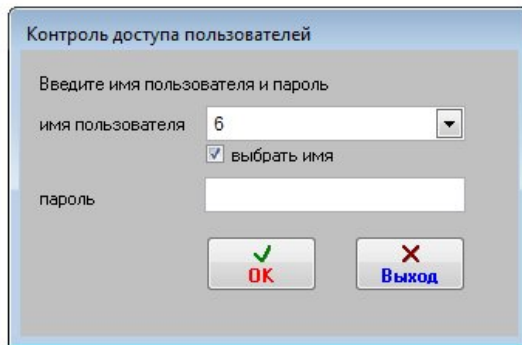 Контроль доступа пользователей
Введите имя пользователя и пароль
имя пользователя 6
выбрать имя
пароль
OK Выход